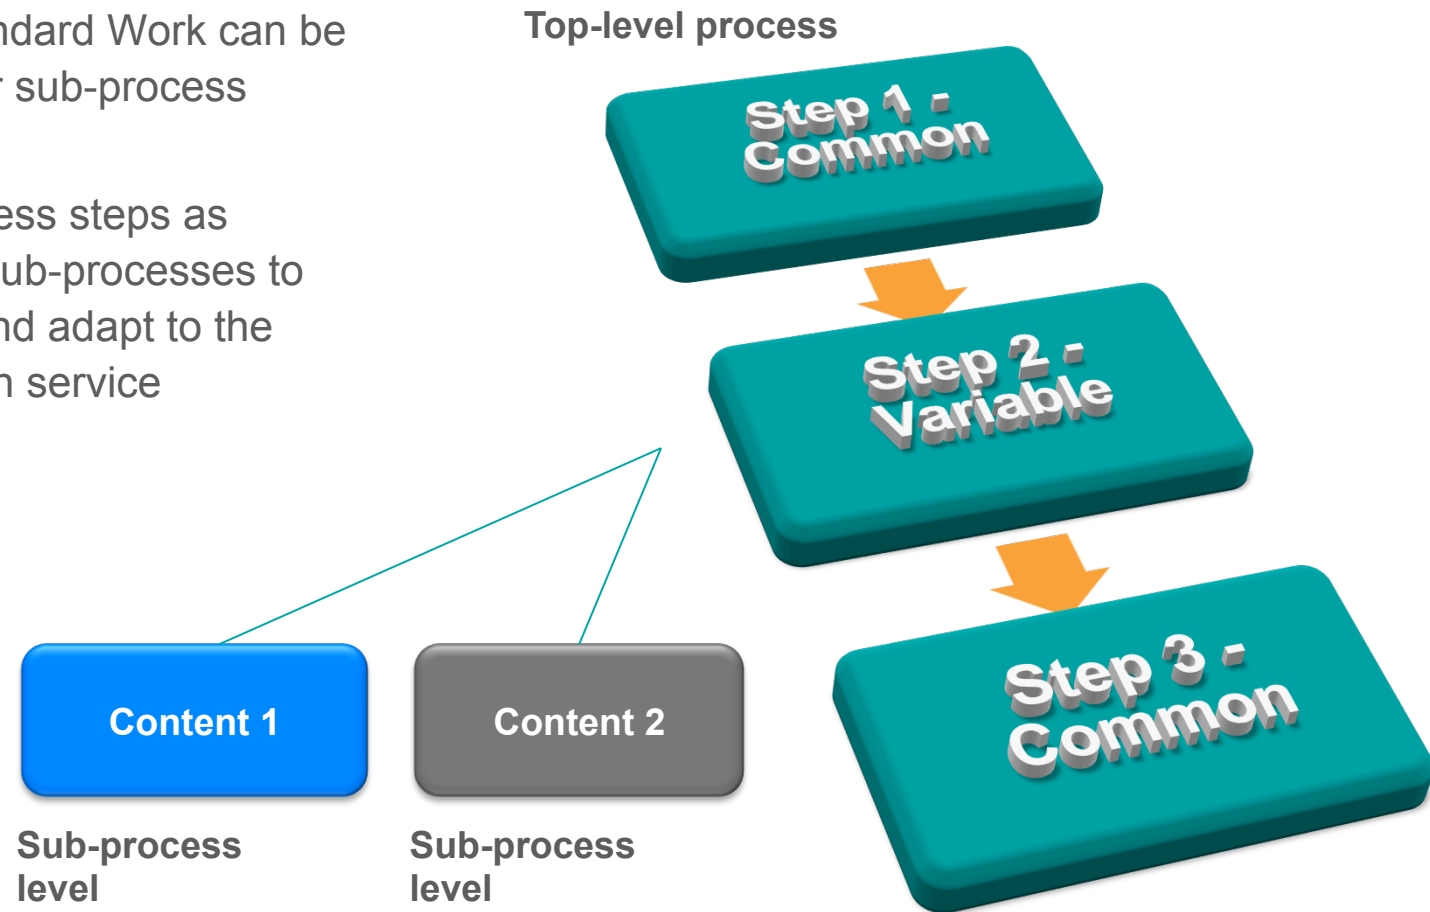 ndard Work can be
r sub-process
ess steps as
sub-processes to
nd adapt to the
n service
Top-level process
Step 1 -
Common
Step 2 -
Variable
Step 3 -
Common
Content 1
Content 2
Sub-process
level
Sub-process
level